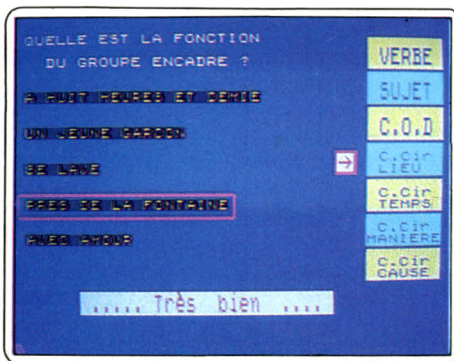 QUELLE EST LA FONCTION
DU GROUPE ENCADRE ?
A HUIT HEURES ET DEMIE
UN JEUNE GARCON
SE LAVE
PRES DE LA FONTAINE
AVEC AMOUR
..... Très bien ....
VERBE
SUJET
C.O.D
C.Cir
LIEU
C.Cir
TEMPS
C.Cir
MANIERE
C.Cir
CAUSE